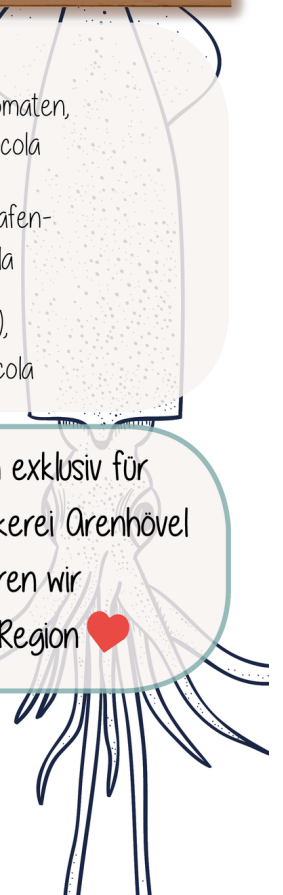 omaten,
cola
afen-
la
),
cola
exklusiv für
kerei Arenhövel
ren wir
Region